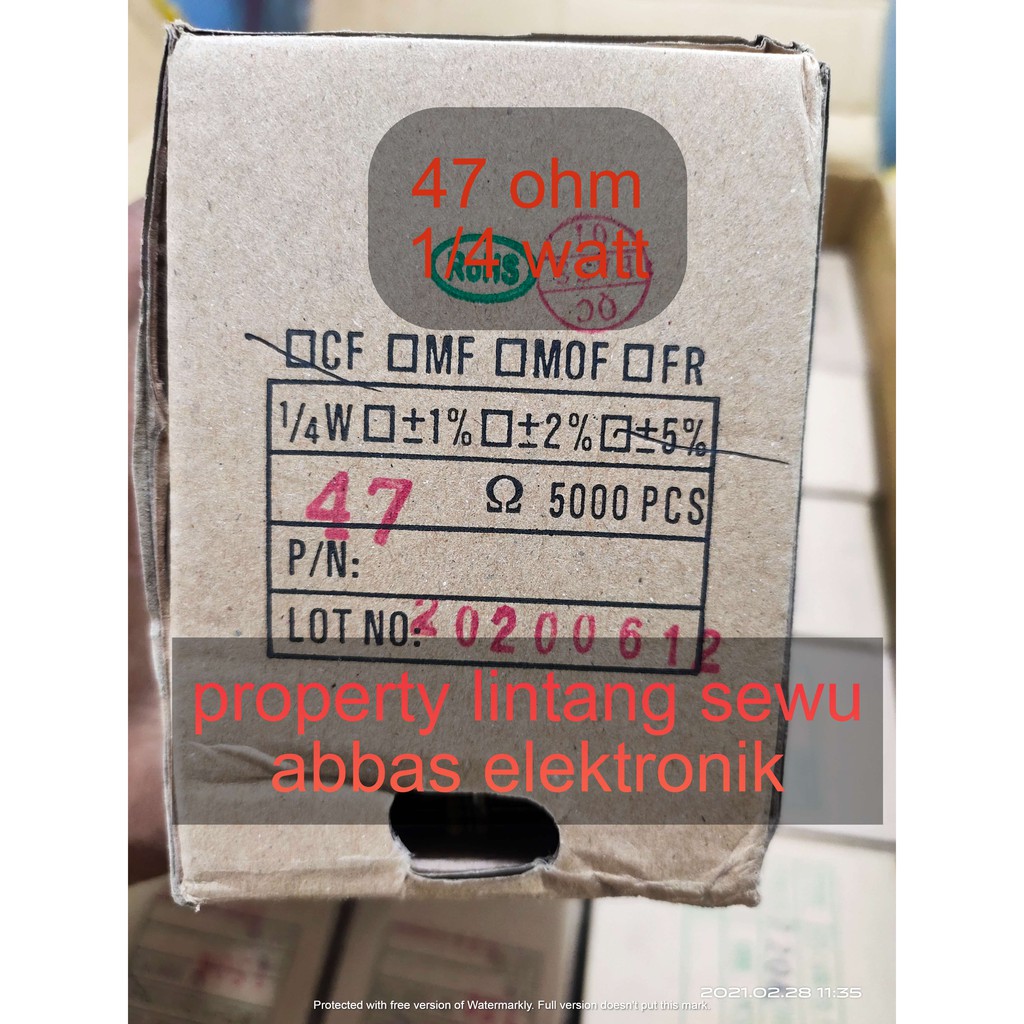 47 ohm
1/4 watt
RoHS
01
QC
CF MF MOF FR
1/4W ±1% ±2% ±5%
47 Ω 5000 PCS
P/N:
LOT NO: 20200612
property lintang sewu
abbas elektronik
2021.02.28 11:35
Protected with free version of Watermarkly. Full version doesn't put this mark.